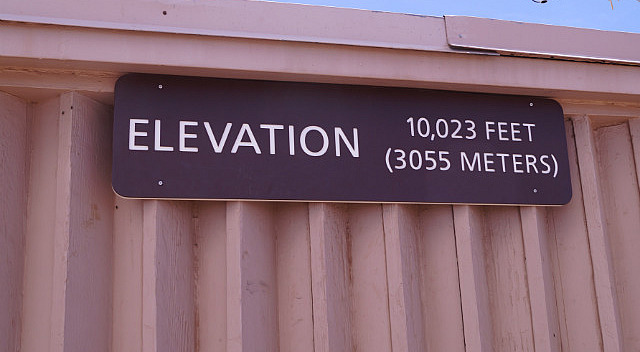 ELEVATION
10,023 FEET
(3055 METERS)